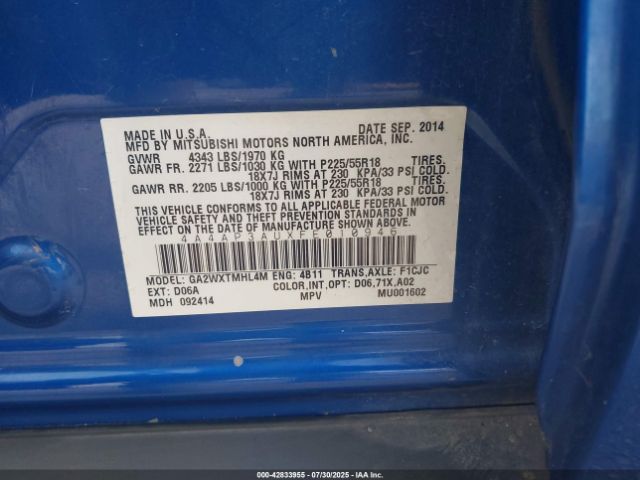 MADE IN U.S.A. DATE SEP. 2014
MFD BY MITSUBISHI MOTORS NORTH AMERICA, INC.
GVWR 4343 LBS/1970 KG
GAWR FR. 2271 LBS/1030 KG WITH P225/55R18 TIRES.
18X7J RIMS AT 230 KPA/33 PSI COLD.
GAWR RR. 2205 LBS/1000 KG WITH P225/55R18 TIRES.
18X7J RIMS AT 230 KPA/33 PSI COLD.
THIS VEHICLE CONFORMS TO ALL APPLICABLE FEDERAL MOTOR
VEHICLE SAFETY AND THEFT PREVENTION STANDARDS IN
EFFECT ON THE DATE OF MANUFACTURE SHOWN ABOVE.
4A4AP3AUXFE010946
MODEL: GA2WXTMHL4M ENG: 4B11 TRANS,AXLE: F1CJC
EXT: D06A COLOR,INT,OPT: D06,71X,A02
MDH 092414 MPV MU001602
000-42833955 | 07/30/2025 | IAAI.COM